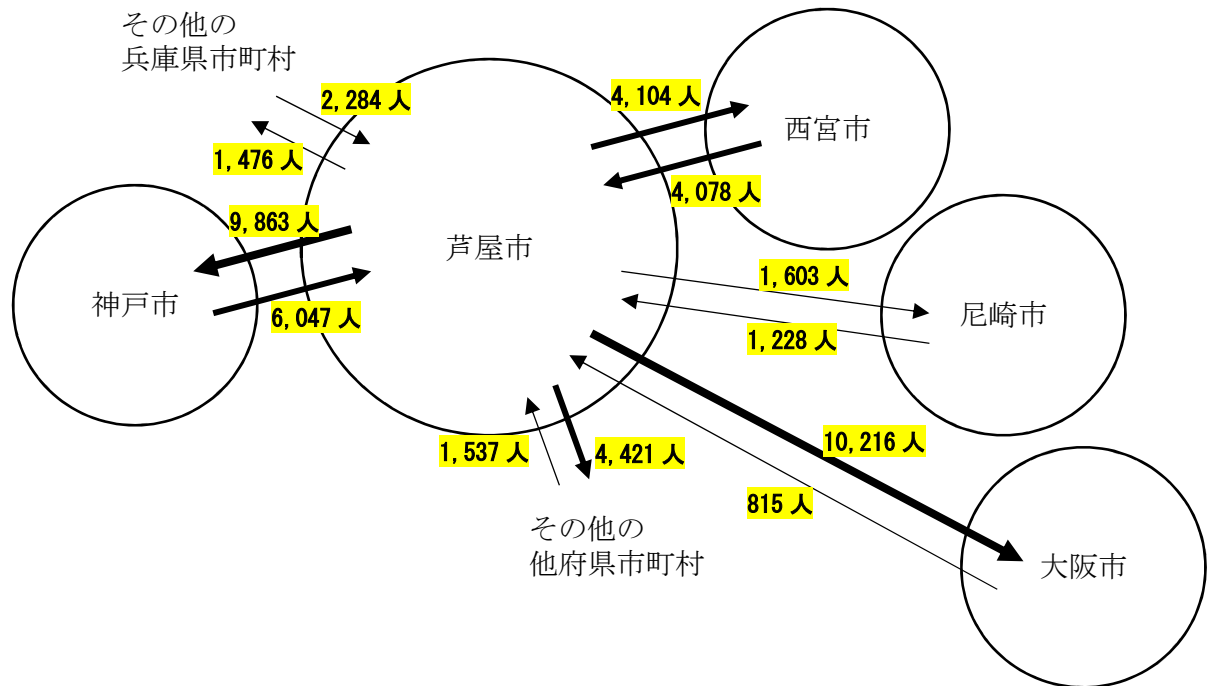 その他の
兵庫県市町村
2,284 人
1,476 人
4,104 人
4,078 人
西宮市
9,863 人
6,047 人
神戸市
芦屋市
1,603 人
1,228 人
尼崎市
1,537 人
4,421 人
10,216 人
815 人
その他の
他府県市町村
大阪市